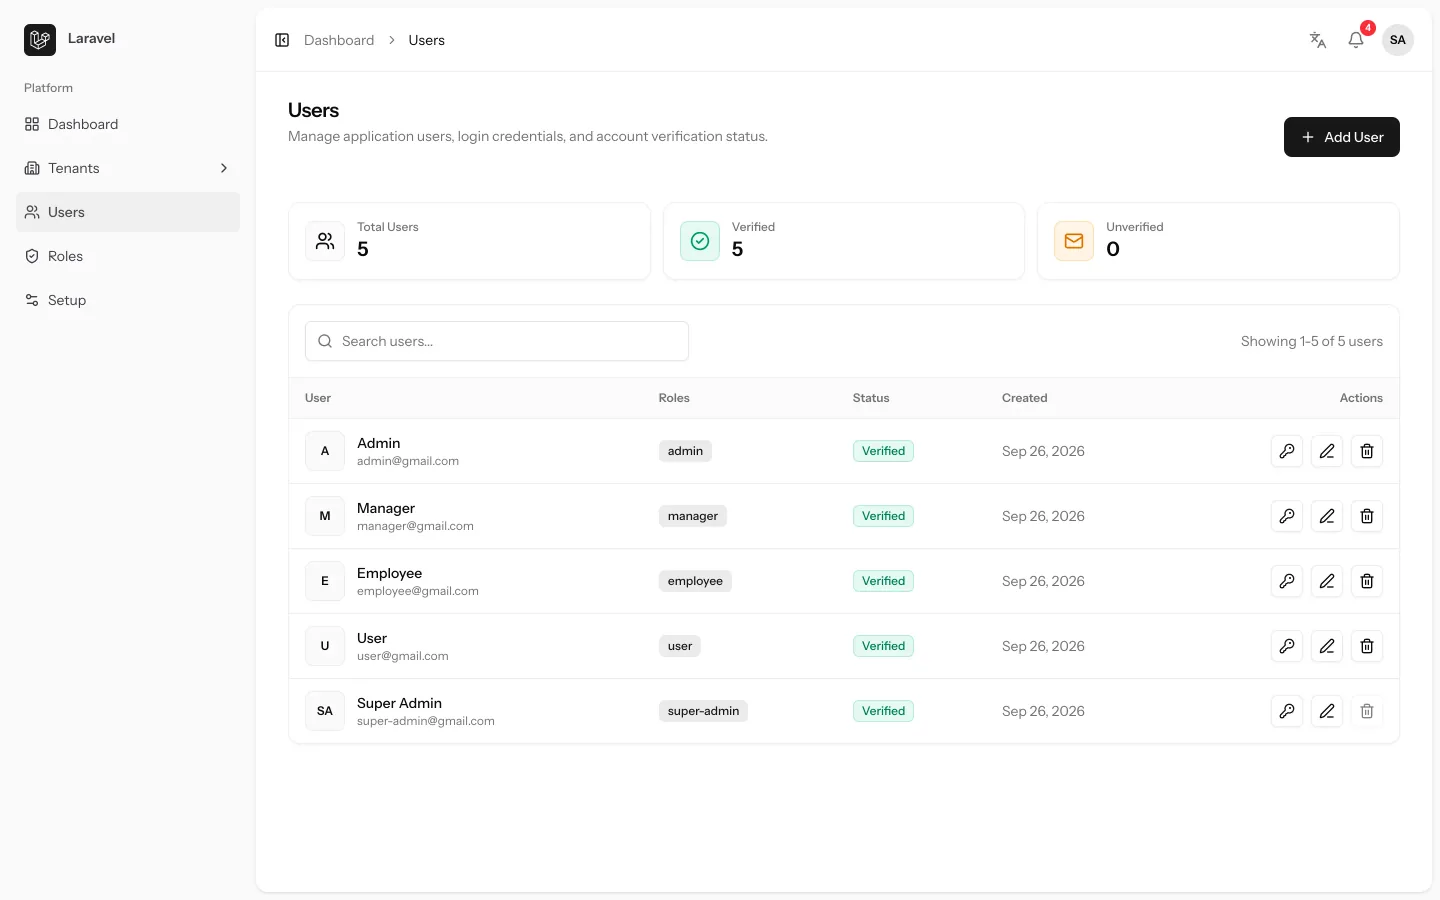 Laravel
Platform
Dashboard
Tenants
Users
Roles
Setup
Dashboard > Users
4
SA
Users
Manage application users, login credentials, and account verification status.
+ Add User
Total Users
5
Verified
5
Unverified
0
Search users...
Showing 1-5 of 5 users
User Roles Status Created Actions
A
Admin
admin@gmail.com
admin
Verified
Sep 26, 2026
M
Manager
manager@gmail.com
manager
Verified
Sep 26, 2026
E
Employee
employee@gmail.com
employee
Verified
Sep 26, 2026
U
User
user@gmail.com
user
Verified
Sep 26, 2026
SA
Super Admin
super-admin@gmail.com
super-admin
Verified
Sep 26, 2026